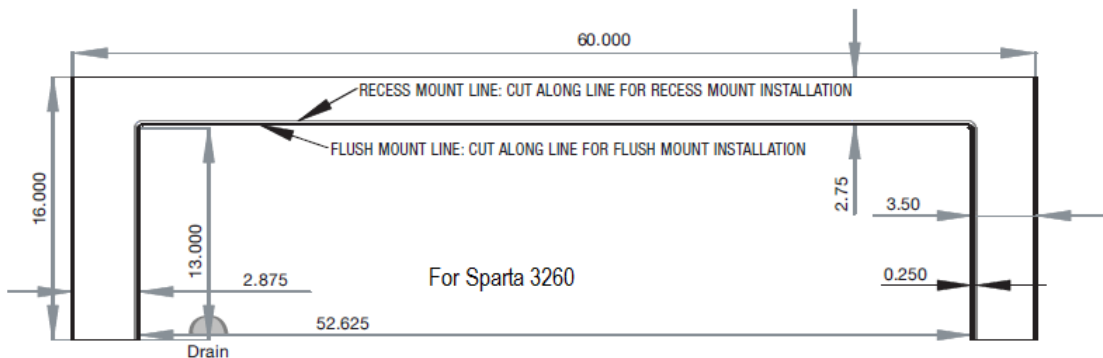 60.000
RECESS MOUNT LINE: CUT ALONG LINE FOR RECESS MOUNT INSTALLATION
FLUSH MOUNT LINE: CUT ALONG LINE FOR FLUSH MOUNT INSTALLATION
16.000
13.000
2.75
3.50
2.875
For Sparta 3260
0.250
52.625
Drain